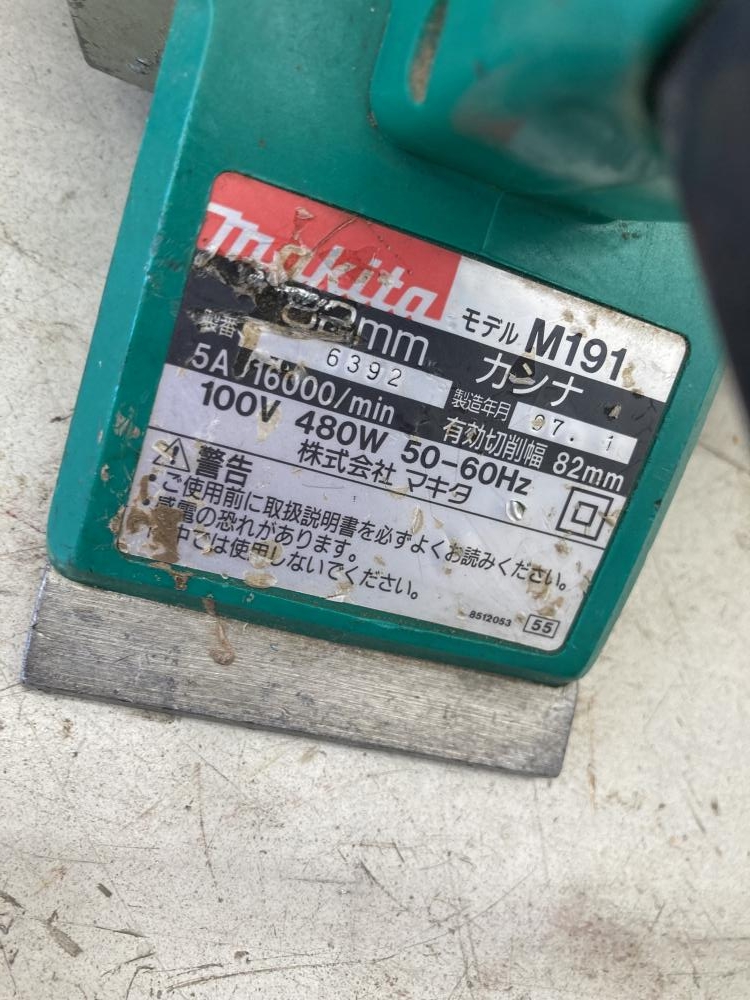 makita
モデル M191
82mm カンナ
製番 6392 製造年月 97. 1
5A 16000/min 有効切削幅 82mm
100V 480W 50-60Hz
株式会社 マキタ
警告
ご使用前に取扱説明書を必ずよくお読みください。
感電の恐れがあります。
中では使用しないでください。
8512053 55